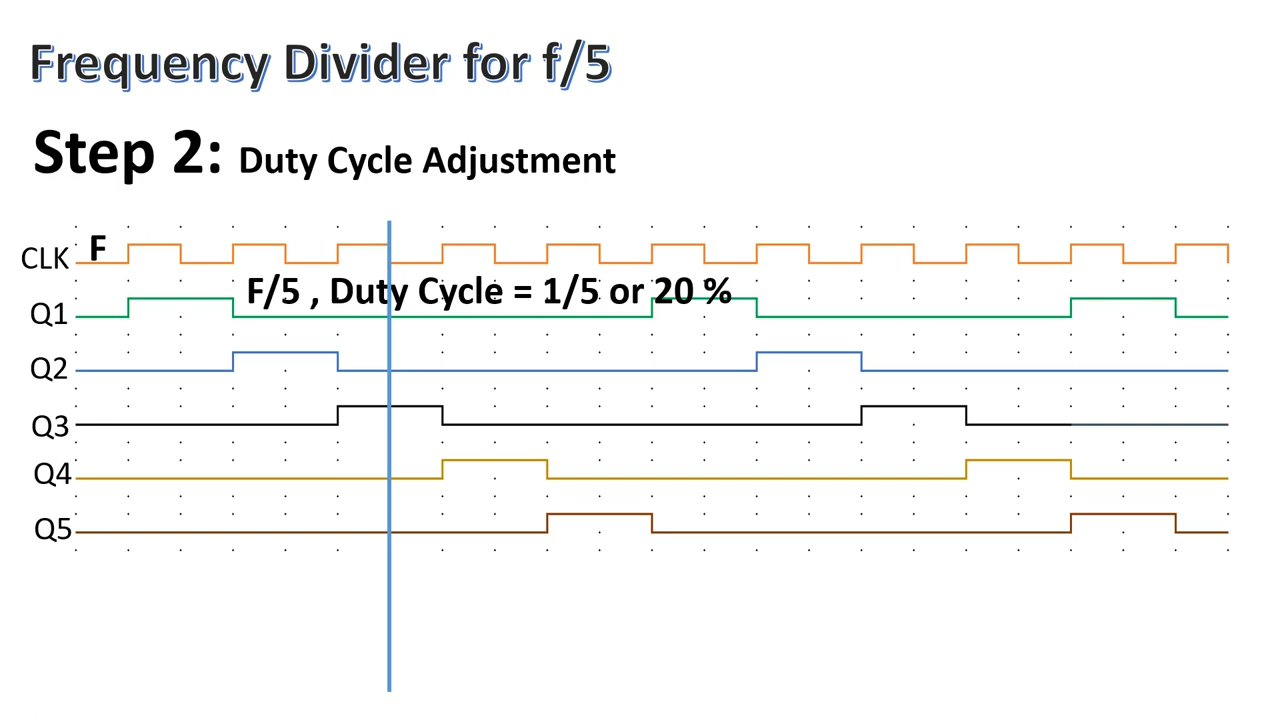 Frequency Divider for f/5
Step 2: Duty Cycle Adjustment
CLK F
F/5 , Duty Cycle = 1/5 or 20 %
Q1
Q2
Q3
Q4
Q5